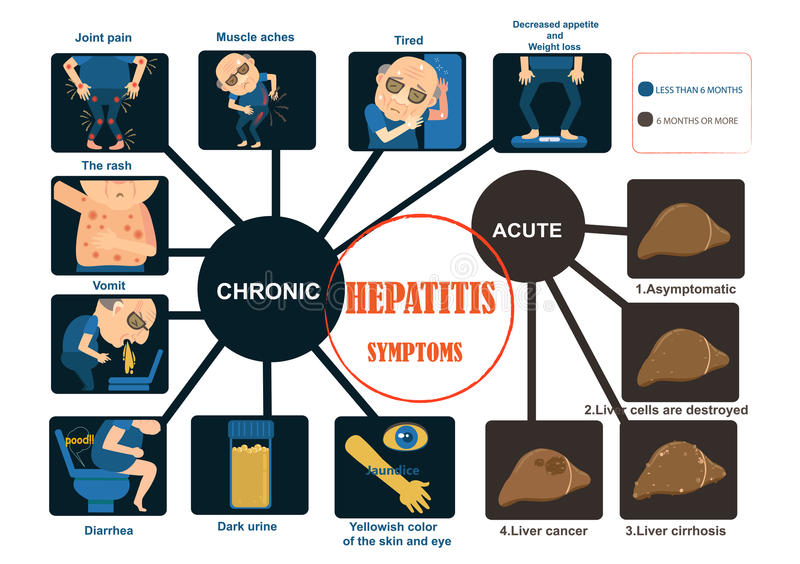 Joint pain
Muscle aches
Tired
Decreased appetite
and
Weight loss
LESS THAN 6 MONTHS
6 MONTHS OR MORE
The rash
Vomit
CHRONIC
HEPATITIS
SYMPTOMS
ACUTE
1.Asymptomatic
2.Liver cells are destroyed
pood!!
Jaundice
Diarrhea
Dark urine
Yellowish color
of the skin and eye
4.Liver cancer
3.Liver cirrhosis
dreamstime